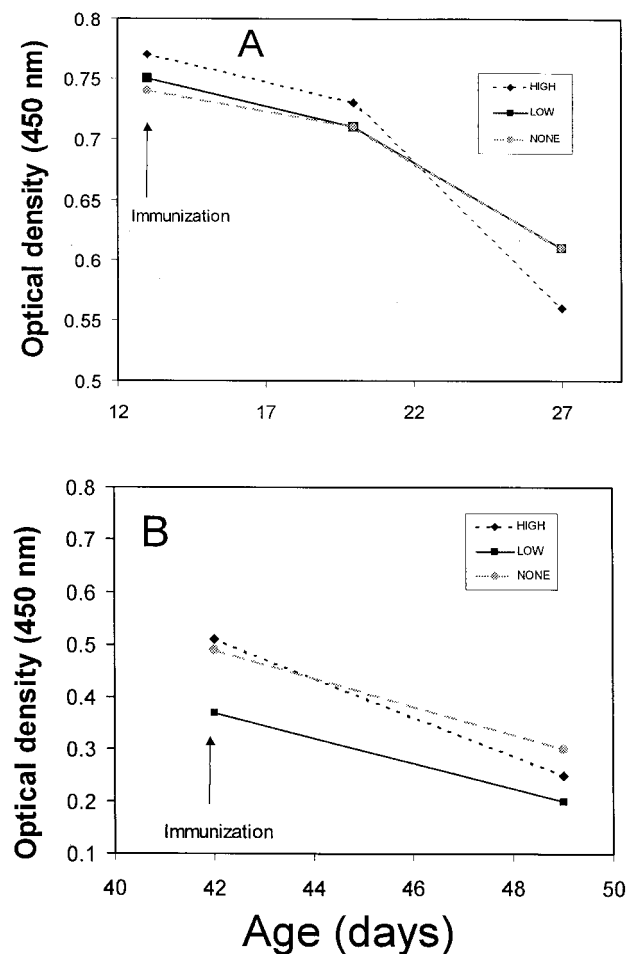 A
Optical density (450 nm)
0.8
0.75
0.7
0.65
0.6
0.55
0.5
12
17
22
27
HIGH
LOW
NONE
Immunization
B
Optical density (450 nm)
0.8
0.7
0.6
0.5
0.4
0.3
0.2
0.1
40
42
44
46
48
50
HIGH
LOW
NONE
Immunization
Age (days)